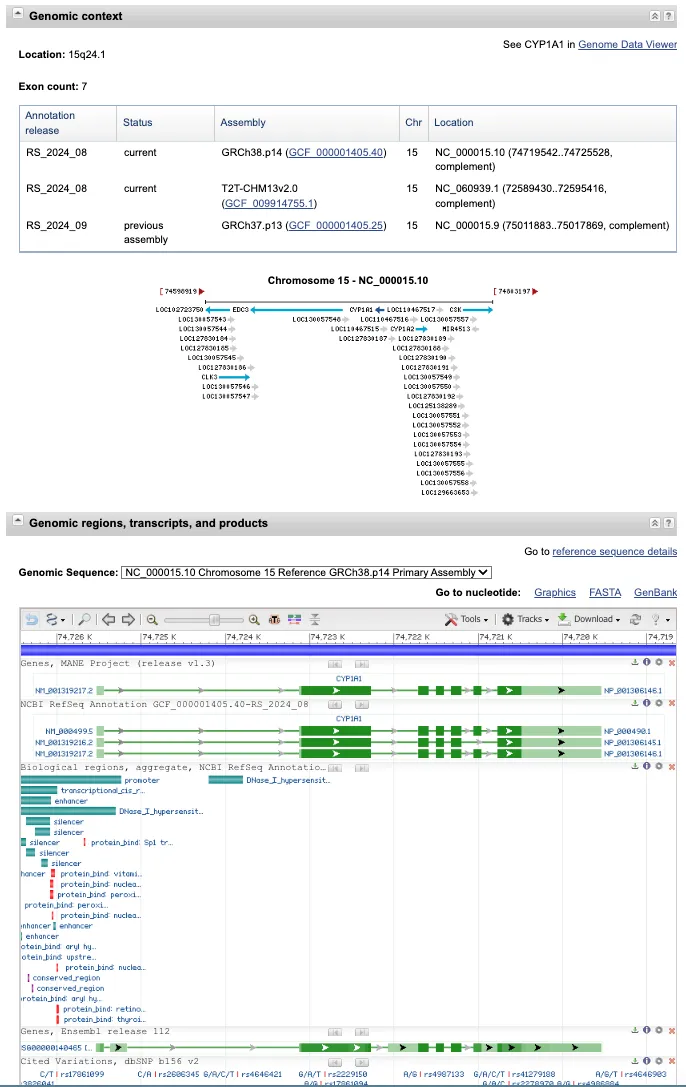 Genomic context
See CYP1A1 in Genome Data Viewer
Location: 15q24.1
Exon count: 7
Annotation release Status Assembly Chr Location
RS_2024_08 current GRCh38.p14 (GCF_000001405.40) 15 NC_000015.10 (74719542..74725528, complement)
RS_2024_08 current T2T-CHM13v2.0 (GCF_009914755.1) 15 NC_060939.1 (72589430..72595416, complement)
RS_2024_09 previous assembly GRCh37.p13 (GCF_000001405.25) 15 NC_000015.9 (75011883..75017869, complement)
Chromosome 15 - NC_000015.10
[ 74598919 [ 74803197
LOC102723750 EDC3 CYP1A1 LOC110467517 CSK
LOC130057543 LOC130057548 LOC110467516 LOC130057557
LOC130057544 LOC110467515 CYP1A2 MIR4513
LOC127830184 LOC127830187 LOC127830189
LOC127830185 LOC127830188
LOC130057545 LOC127830190
LOC127830186 LOC127830191
CLK3 LOC130057549
LOC130057546 LOC130057550
LOC130057547 LOC127830192
LOC125138289
LOC130057551
LOC130057552
LOC130057553
LOC130057554
LOC127830193
LOC130057555
LOC130057556
LOC130057558
LOC129663653
Genomic regions, transcripts, and products
Go to reference sequence details
Genomic Sequence: NC_000015.10 Chromosome 15 Reference GRCh38.p14 Primary Assembly
Go to nucleotide: Graphics FASTA GenBank
Tools Tracks Download ?
74,726 K 74,725 K 74,724 K 74,723 K 74,722 K 74,721 K 74,720 K 74,719
Genes, MANE Project (release v1.3)
CYP1A1
NM_001319217.2 NP_001306146.1
NCBI RefSeq Annotation GCF_000001405.40-RS_2024_08
CYP1A1
NM_000499.5 NP_000490.1
NM_001319216.2 NP_001306145.1
NM_001319217.2 NP_001306146.1
Biological regions, aggregate, NCBI RefSeq Annotatio...
promoter DNase_I_hypersensit...
transcriptional_cis_r...
enhancer
DNase_I_hypersensit...
silencer
silencer
silencer protein_bind: Sp1 tr...
silencer
silencer
hancer protein_bind: vitami...
protein_bind: nuclea...
protein_bind: peroxi...
protein_bind: peroxi...
protein_bind: nuclea...
nhancer enhancer
enhancer
otein_bind: aryl hy...
otein_bind: upstre...
protein_bind: nuclea...
conserved_region
conserved_region
protein_bind: aryl hy...
protein_bind: retino...
protein_bind: thyroi...
Genes, Ensembl release 112
SG00000140465 [...
Cited Variations, dbSNP b156 v2
C/T rs17861099 C/A rs2606345 G/A/C/T rs4646421 G/A/T rs2229150 A/G rs4987133 G/A/C/T rs41279188 A/T rs4646903
3826041 G/A/G rs17861094 G/A/C rs2278970 A/G rs4986884